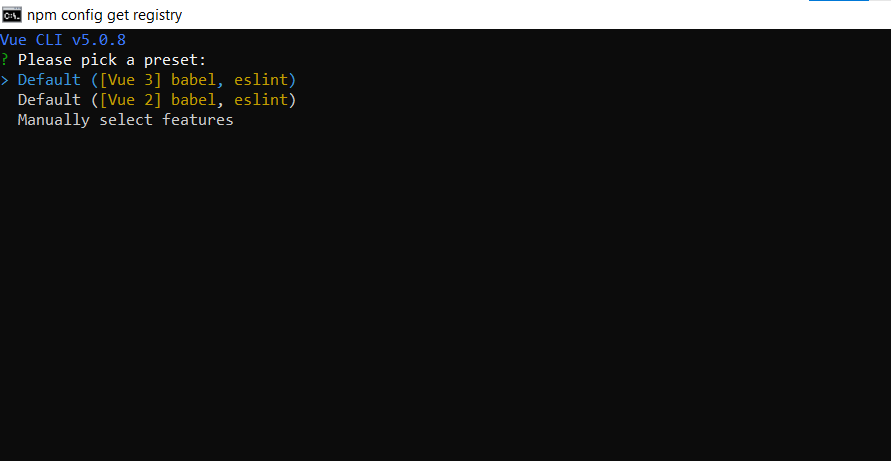 npm config get registry
Vue CLI v5.0.8
? Please pick a preset:
> Default ([Vue 3] babel, eslint)
Default ([Vue 2] babel, eslint)
Manually select features